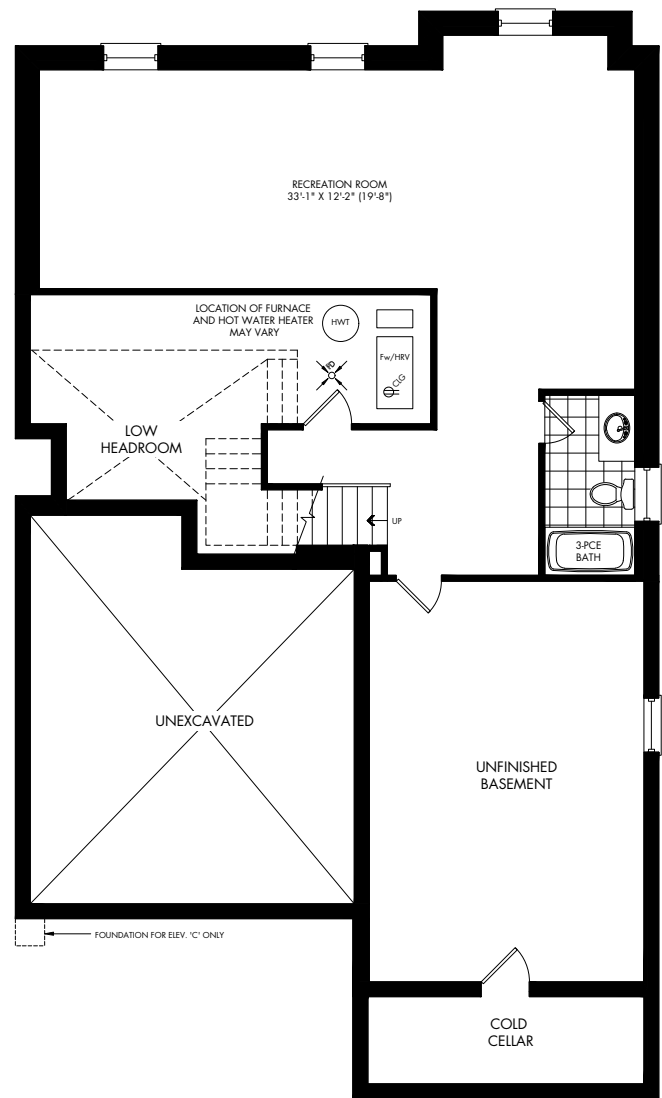 RECREATION ROOM
33'-1" X 12'-2" (19'-8")
LOCATION OF FURNACE
AND HOT WATER HEATER
MAY VARY
HWT
Fw/HRV
FD
CLG
LOW
HEADROOM
UP
3-PCE
BATH
UNEXCAVATED
UNFINISHED
BASEMENT
FOUNDATION FOR ELEV. 'C' ONLY
COLD
CELLAR